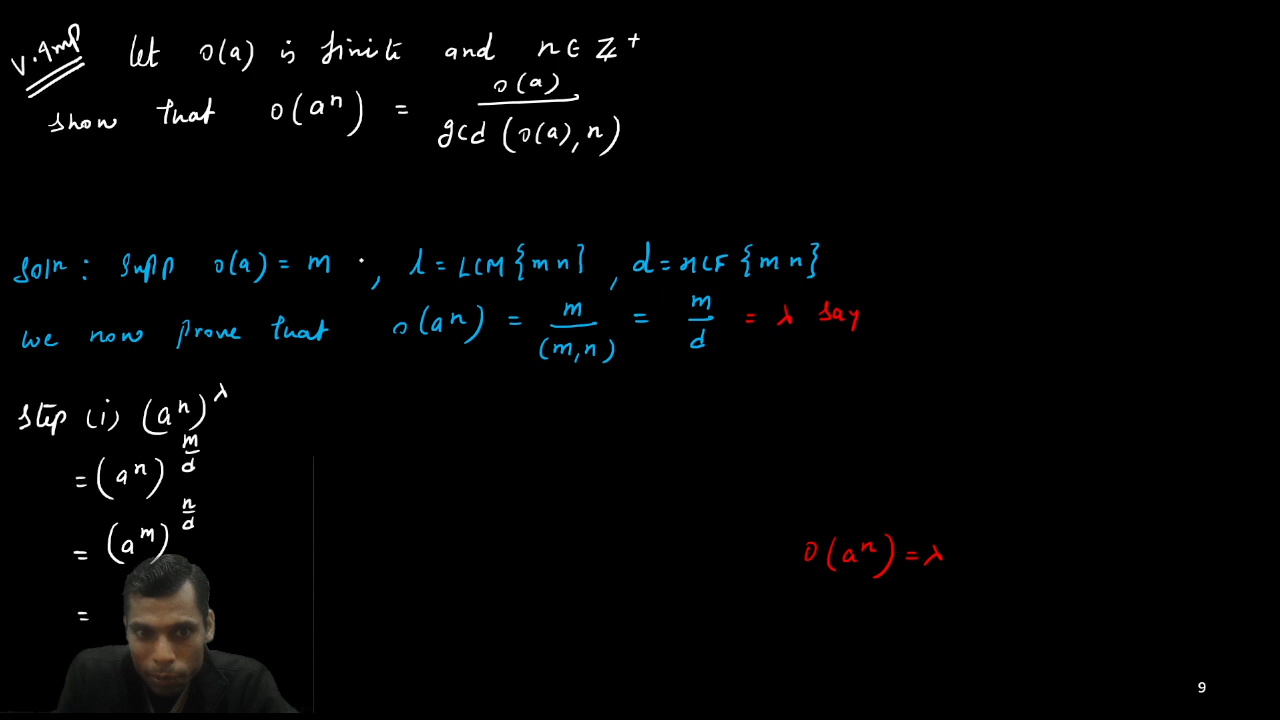 V. Imp Let o(a) is finite and n ∈ Z⁺
show that o(aⁿ) = o(a) / gcd (o(a), n)
Solⁿ : Supp o(a) = m , l = LCM {m n} , d = HCF {m n}
we now prove that o(aⁿ) = m / (m, n) = m / d = λ say
Step (i) (aⁿ)^λ
= (aⁿ)^(m/d)
= (a^m)^(n/d)
O(aⁿ) = λ
=
9